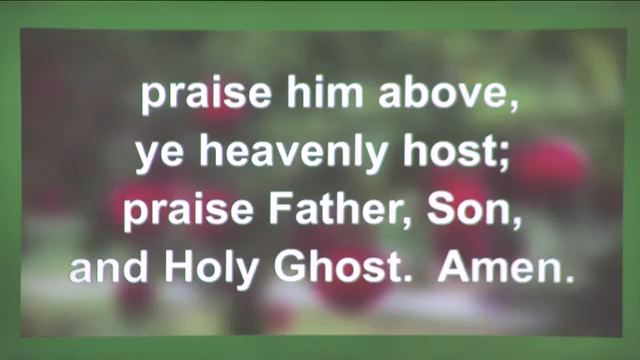 praise him above,
ye heavenly host;
praise Father, Son,
and Holy Ghost.  Amen.